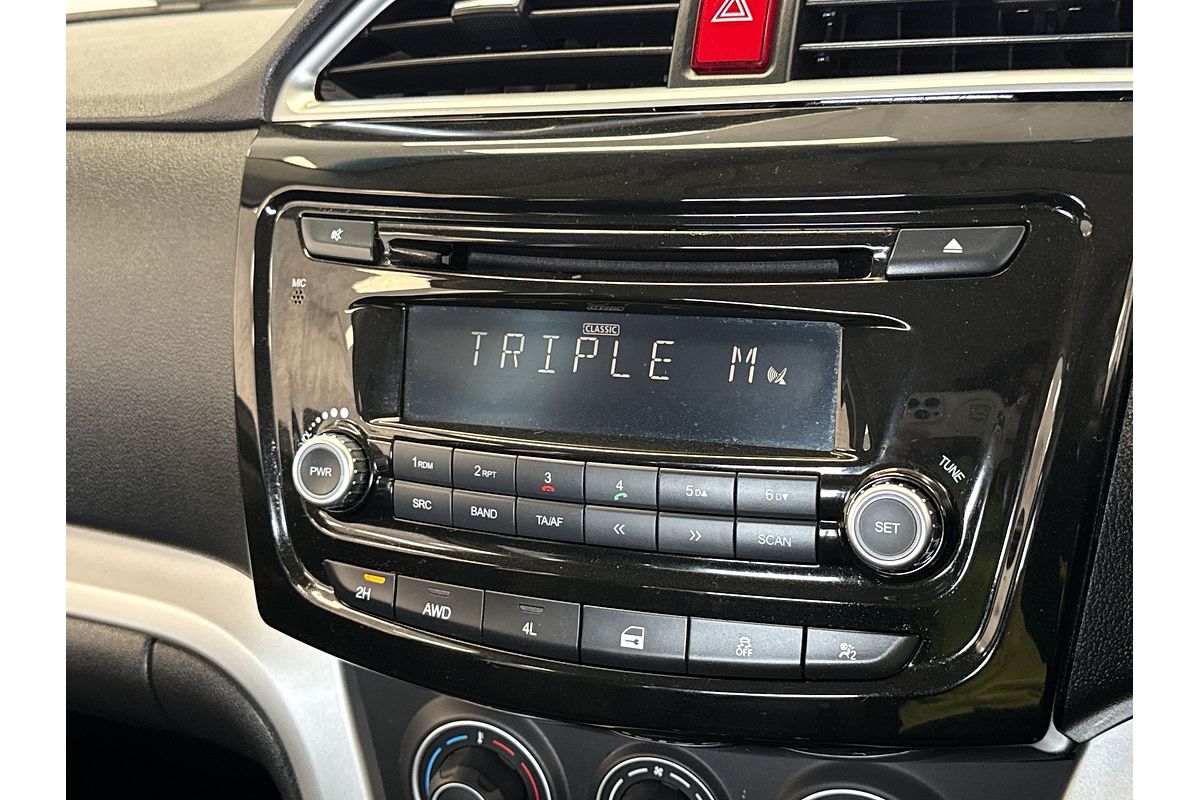 MIC
CLASSIC
TRIPLE M
TUNE
PWR
1RDM
2RPT
3
4
5D▲
6D▼
SRC
BAND
TA/AF
<<
>>
SCAN
SET
2H
AWD
4L
OFF
2